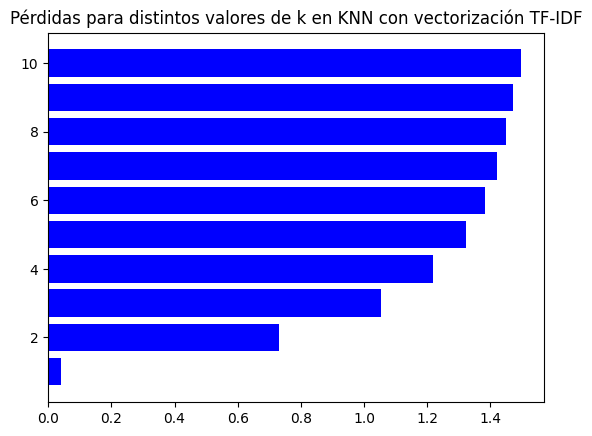 Pérdidas para distintos valores de k en KNN con vectorización TF-IDF
10
8
6
4
2
0.0 0.2 0.4 0.6 0.8 1.0 1.2 1.4